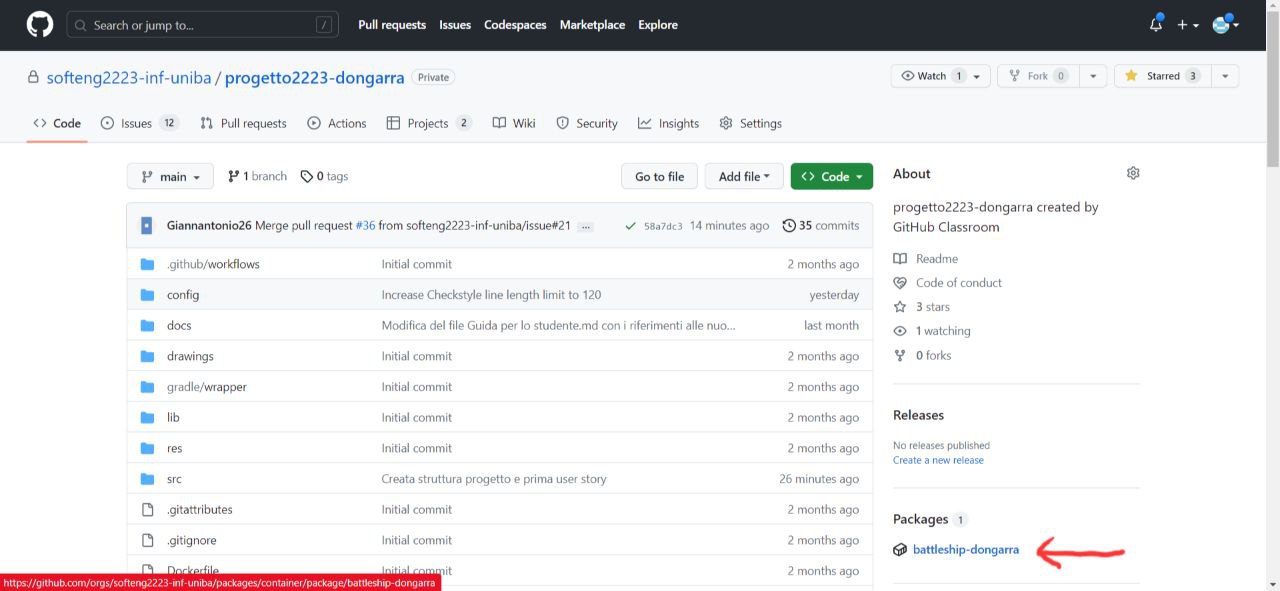 Search or jump to... /
Pull requests Issues Codespaces Marketplace Explore
softeng2223-inf-uniba / progetto2223-dongarra Private
Watch 1 Fork 0 Starred 3
Code Issues 12 Pull requests Actions Projects 2 Wiki Security Insights Settings
main 1 branch 0 tags Go to file Add file Code
Giannantonio26 Merge pull request #36 from softeng2223-inf-uniba/issue#21 ... 58a7dc3 14 minutes ago 35 commits
.github/workflows Initial commit 2 months ago
config Increase Checkstyle line length limit to 120 yesterday
docs Modifica del file Guida per lo studente.md con i riferimenti alle nuo... last month
drawings Initial commit 2 months ago
gradle/wrapper Initial commit 2 months ago
lib Initial commit 2 months ago
res Initial commit 2 months ago
src Creata struttura progetto e prima user story 26 minutes ago
.gitattributes Initial commit 2 months ago
.gitignore Initial commit 2 months ago
Dockerfile Initial commit 2 months ago
About
progetto2223-dongarra created by
GitHub Classroom
Readme
Code of conduct
3 stars
1 watching
0 forks
Releases
No releases published
Create a new release
Packages 1
battleship-dongarra
https://github.com/orgs/softeng2223-inf-uniba/packages/container/package/battleship-dongarra